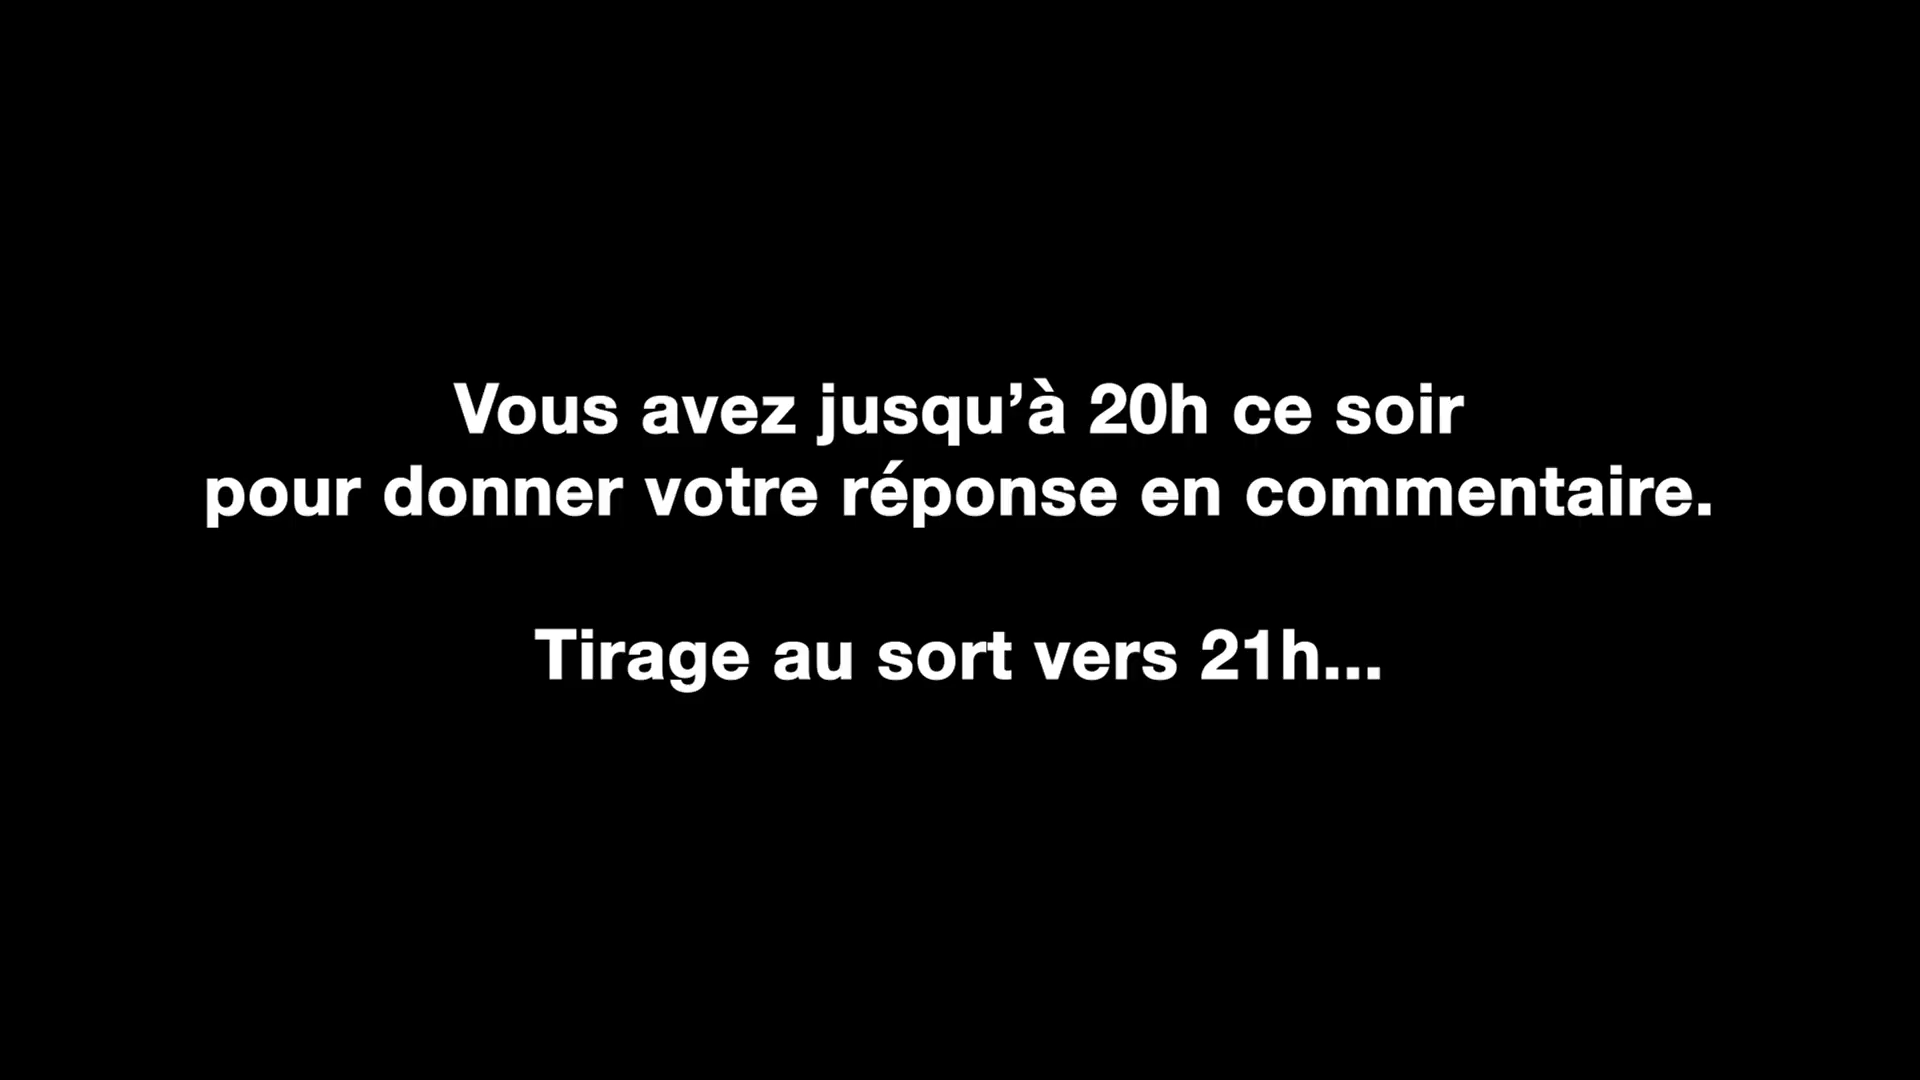 Vous avez jusqu’à 20h ce soir
pour donner votre réponse en commentaire.
Tirage au sort vers 21h...